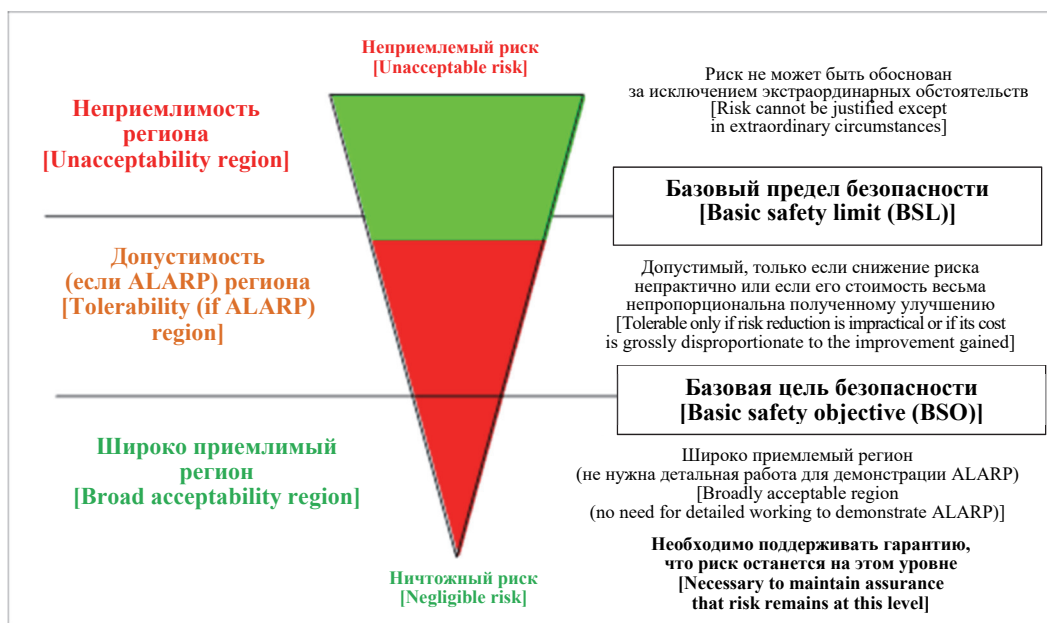 Неприемлемый риск
[Unacceptable risk]
Неприемлимость
региона
[Unacceptability region]
Риск не может быть обоснован
за исключением экстраординарных обстоятельств
[Risk cannot be justified except
in extraordinary circumstances]
Базовый предел безопасности
[Basic safety limit (BSL)]
Допустимость
(если ALARP) региона
[Tolerability (if ALARP)
region]
Допустимый, только если снижение риска
непрактично или если его стоимость весьма
непропорциональна полученному улучшению
[Tolerable only if risk reduction is impractical or if its cost
is grossly disproportionate to the improvement gained]
Базовая цель безопасности
[Basic safety objective (BSO)]
Широко приемлимый
регион
[Broad acceptability region]
Широко приемлемый регион
(не нужна детальная работа для демонстрации ALARP)
[Broadly acceptable region
(no need for detailed working to demonstrate ALARP)]
Необходимо поддерживать гарантию,
что риск останется на этом уровне
[Necessary to maintain assurance
that risk remains at this level]
Ничтожный риск
[Negligible risk]